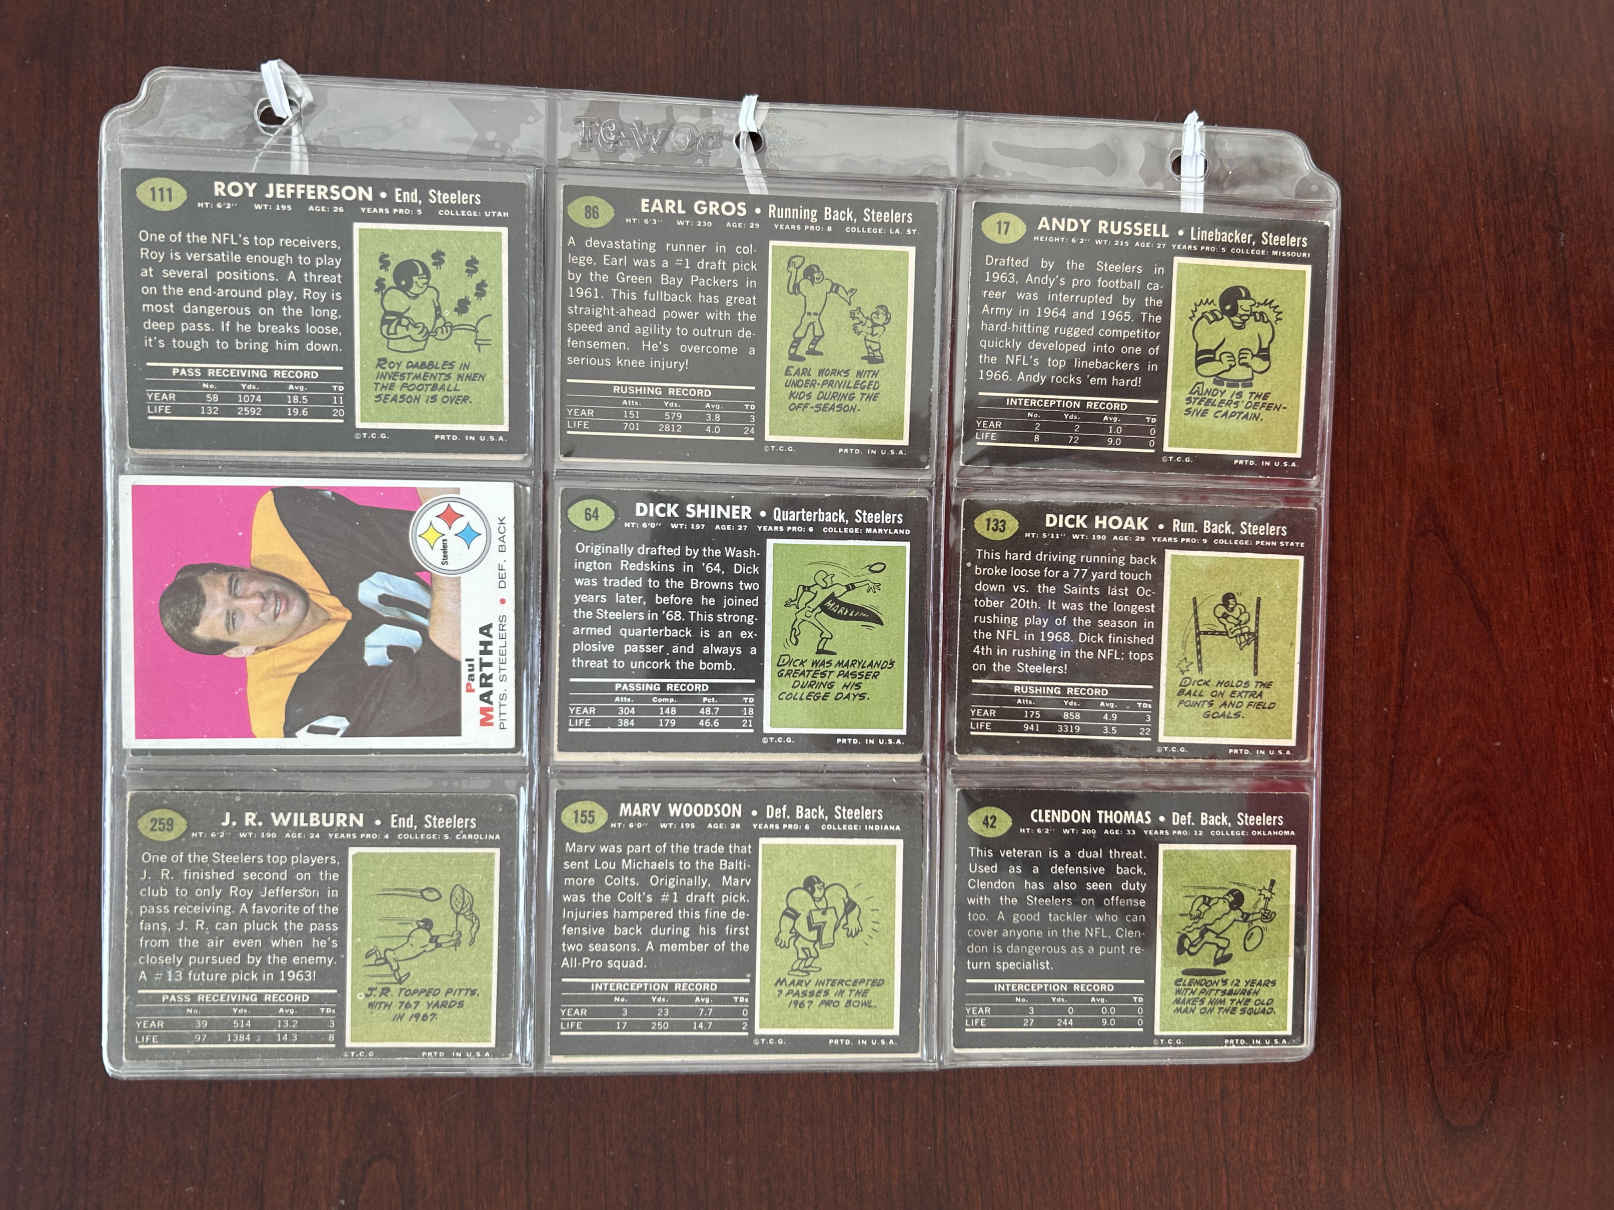 TCAWOC
111
ROY JEFFERSON • End, Steelers
HT: 6'2" WT: 195 AGE: 26 YEARS PRO: 5 COLLEGE: UTAH
One of the NFL's top receivers,
Roy is versatile enough to play
at several positions. A threat
on the end-around play, Roy is
most dangerous on the long,
deep pass. If he breaks loose,
it's tough to bring him down.
PASS RECEIVING RECORD
No. Yds. Avg. TD
YEAR 58 1074 18.5 11
LIFE 132 2592 19.6 20
ROY DABBLES IN
INVESTMENTS WHEN
THE FOOTBALL
SEASON IS OVER.
©T.C.G. PRTD. IN U.S.A.
86
EARL GROS • Running Back, Steelers
HT: 6'3" WT: 230 AGE: 29 YEARS PRO: 8 COLLEGE: LA. ST.
A devastating runner in col-
lege, Earl was a #1 draft pick
by the Green Bay Packers in
1961. This fullback has great
straight-ahead power with the
speed and agility to outrun de-
fensemen. He's overcome a
serious knee injury!
RUSHING RECORD
Atts. Yds. Avg. TD
YEAR 151 579 3.8 3
LIFE 701 2812 4.0 24
EARL WORKS WITH
UNDER-PRIVILEGED
KIDS DURING THE
OFF-SEASON.
©T.C.G. PRTD. IN U.S.A.
17
ANDY RUSSELL • Linebacker, Steelers
HEIGHT: 6'2" WT: 215 AGE: 27 YEARS PRO: 5 COLLEGE: MISSOURI
Drafted by the Steelers in
1963, Andy's pro football ca-
reer was interrupted by the
Army in 1964 and 1965. The
hard-hitting rugged competitor
quickly developed into one of
the NFL's top linebackers in
1966. Andy rocks 'em hard!
INTERCEPTION RECORD
No. Yds. Avg. TD
YEAR 2 2 1.0 0
LIFE 8 72 9.0 0
ANDY IS THE
STEELERS' DEFEN-
SIVE CAPTAIN.
©T.C.G. PRTD. IN U.S.A.
Steelers
Paul
MARTHA
PITTS. STEELERS • DEF. BACK
64
DICK SHINER • Quarterback, Steelers
HT: 6'0" WT: 197 AGE: 27 YEARS PRO: 6 COLLEGE: MARYLAND
Originally drafted by the Wash-
ington Redskins in '64, Dick
was traded to the Browns two
years later, before he joined
the Steelers in '68. This strong-
armed quarterback is an ex-
plosive passer and always a
threat to uncork the bomb.
PASSING RECORD
Atts. Comp. Pct. TD
YEAR 304 148 48.7 18
LIFE 384 179 46.6 21
MARYLAND
DICK WAS MARYLAND'S
GREATEST PASSER
DURING HIS
COLLEGE DAYS.
©T.C.G. PRTD. IN U.S.A.
133
DICK HOAK • Run. Back, Steelers
HT: 5'11" WT: 190 AGE: 29 YEARS PRO: 9 COLLEGE: PENN STATE
This hard driving running back
broke loose for a 77 yard touch
down vs. the Saints last Oc-
tober 20th. It was the longest
rushing play of the season in
the NFL in 1968. Dick finished
4th in rushing in the NFL; tops
on the Steelers!
RUSHING RECORD
Atts. Yds. Avg. TDs
YEAR 175 858 4.9 3
LIFE 941 3319 3.5 22
DICK HOLDS THE
BALL ON EXTRA
POINTS AND FIELD
GOALS.
©T.C.G. PRTD. IN U.S.A.
259
J. R. WILBURN • End, Steelers
HT: 6'2" WT: 190 AGE: 24 YEARS PRO: 4 COLLEGE: S. CAROLINA
One of the Steelers top players,
J. R. finished second on the
club to only Roy Jefferson in
pass receiving. A favorite of the
fans, J. R. can pluck the pass
from the air even when he's
closely pursued by the enemy.
A #13 future pick in 1963!
PASS RECEIVING RECORD
No. Yds. Avg. TDs
YEAR 39 514 13.2 3
LIFE 97 1384 14.3 8
J.R. TOPPED PITTS.
WITH 767 YARDS
IN 1967.
©T.C.G PRTD IN U.S.A.
155
MARV WOODSON • Def. Back, Steelers
HT: 6'0" WT: 195 AGE: 28 YEARS PRO: 6 COLLEGE: INDIANA
Marv was part of the trade that
sent Lou Michaels to the Balti-
more Colts. Originally, Marv
was the Colt's #1 draft pick.
Injuries hampered this fine de-
fensive back during his first
two seasons. A member of the
All-Pro squad.
INTERCEPTION RECORD
No. Yds. Avg. TDs
YEAR 3 23 7.7 0
LIFE 17 250 14.7 2
MARV INTERCEPTED
7 PASSES IN THE
1967 PRO BOWL.
©T.C.G. PRTD. IN U.S.A.
42
CLENDON THOMAS • Def. Back, Steelers
HT: 6'2" WT: 200 AGE: 33 YEARS PRO: 12 COLLEGE: OKLAHOMA
This veteran is a dual threat.
Used as a defensive back,
Clendon has also seen duty
with the Steelers on offense
too. A good tackler who can
cover anyone in the NFL, Clen-
don is dangerous as a punt re-
turn specialist.
INTERCEPTION RECORD
No. Yds. Avg. TD
YEAR 3 0 0.0 0
LIFE 27 244 9.0 0
CLENDON'S 12 YEARS
WITH PITTSBURGH
MAKES HIM THE OLD
MAN ON THE SQUAD.
©T.C.G. PRTD. IN U.S.A.